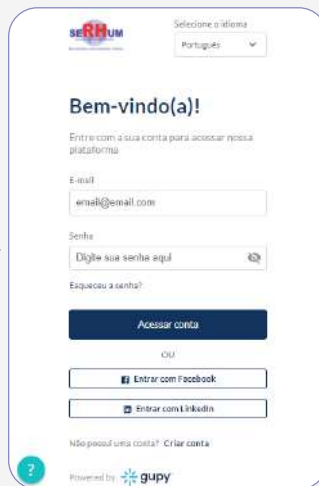 seRHum
Selecione o idioma
Português
Bem-vindo(a)!
Entre com a sua conta para acessar nossa
plataforma
E-mail
email@email.com
Senha
Digite sua senha aqui
Esqueceu a senha?
Acessar conta
OU
Entrar com Facebook
Entrar com LinkedIn
Não possui uma conta? Criar conta
?
Powered by gupy